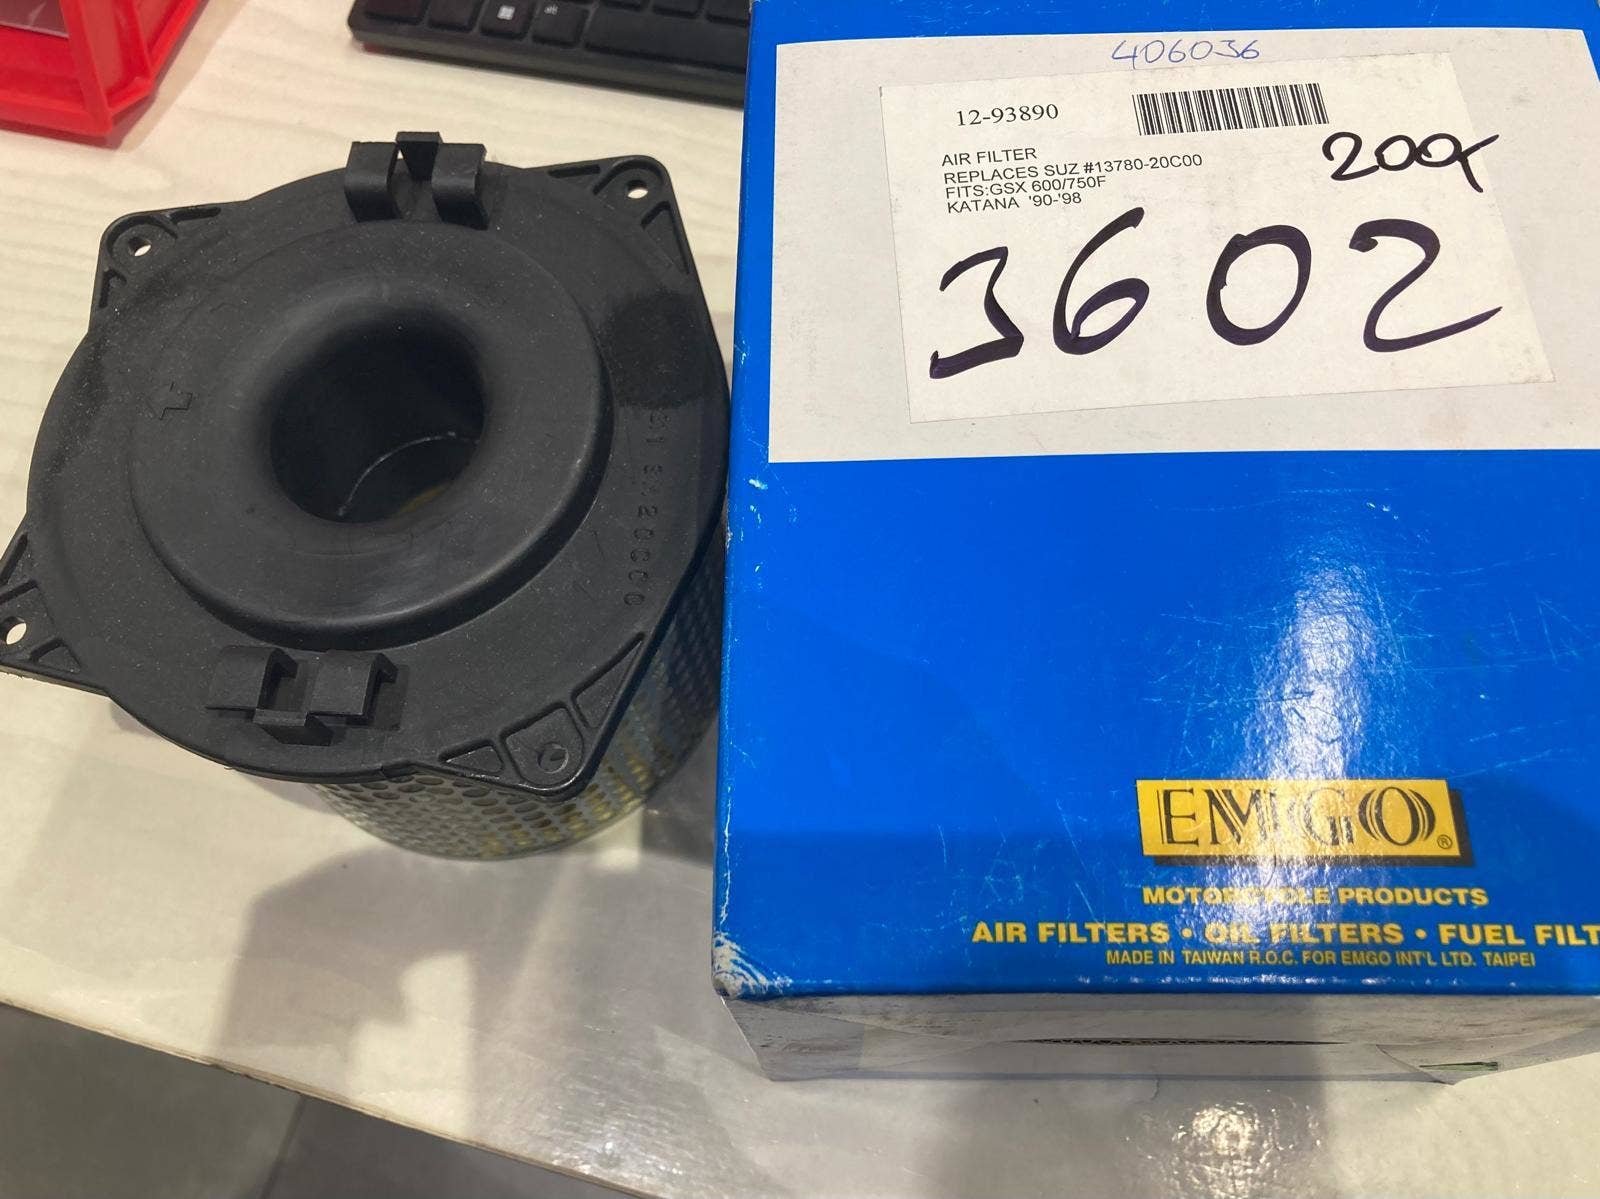 406036
12-93890
AIR FILTER
REPLACES SUZ #13780-20C00
FITS:GSX 600/750F
KATANA '90-'98
3602
EMGO®
MOTORCYCLE PRODUCTS
AIR FILTERS • OIL FILTERS • FUEL FILT
MADE IN TAIWAN R.O.C. FOR EMGO INT'L LTD. TAIPEI